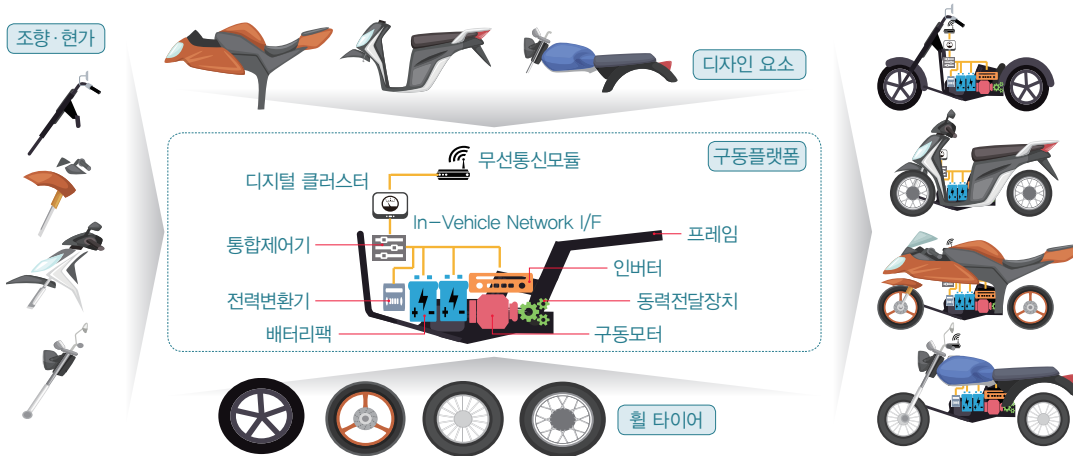 조향·현가
디자인 요소
구동플랫폼
무선통신모듈
디지털 클러스터
In-Vehicle Network I/F
통합제어기
프레임
인버터
전력변환기
동력전달장치
배터리팩
구동모터
휠 타이어